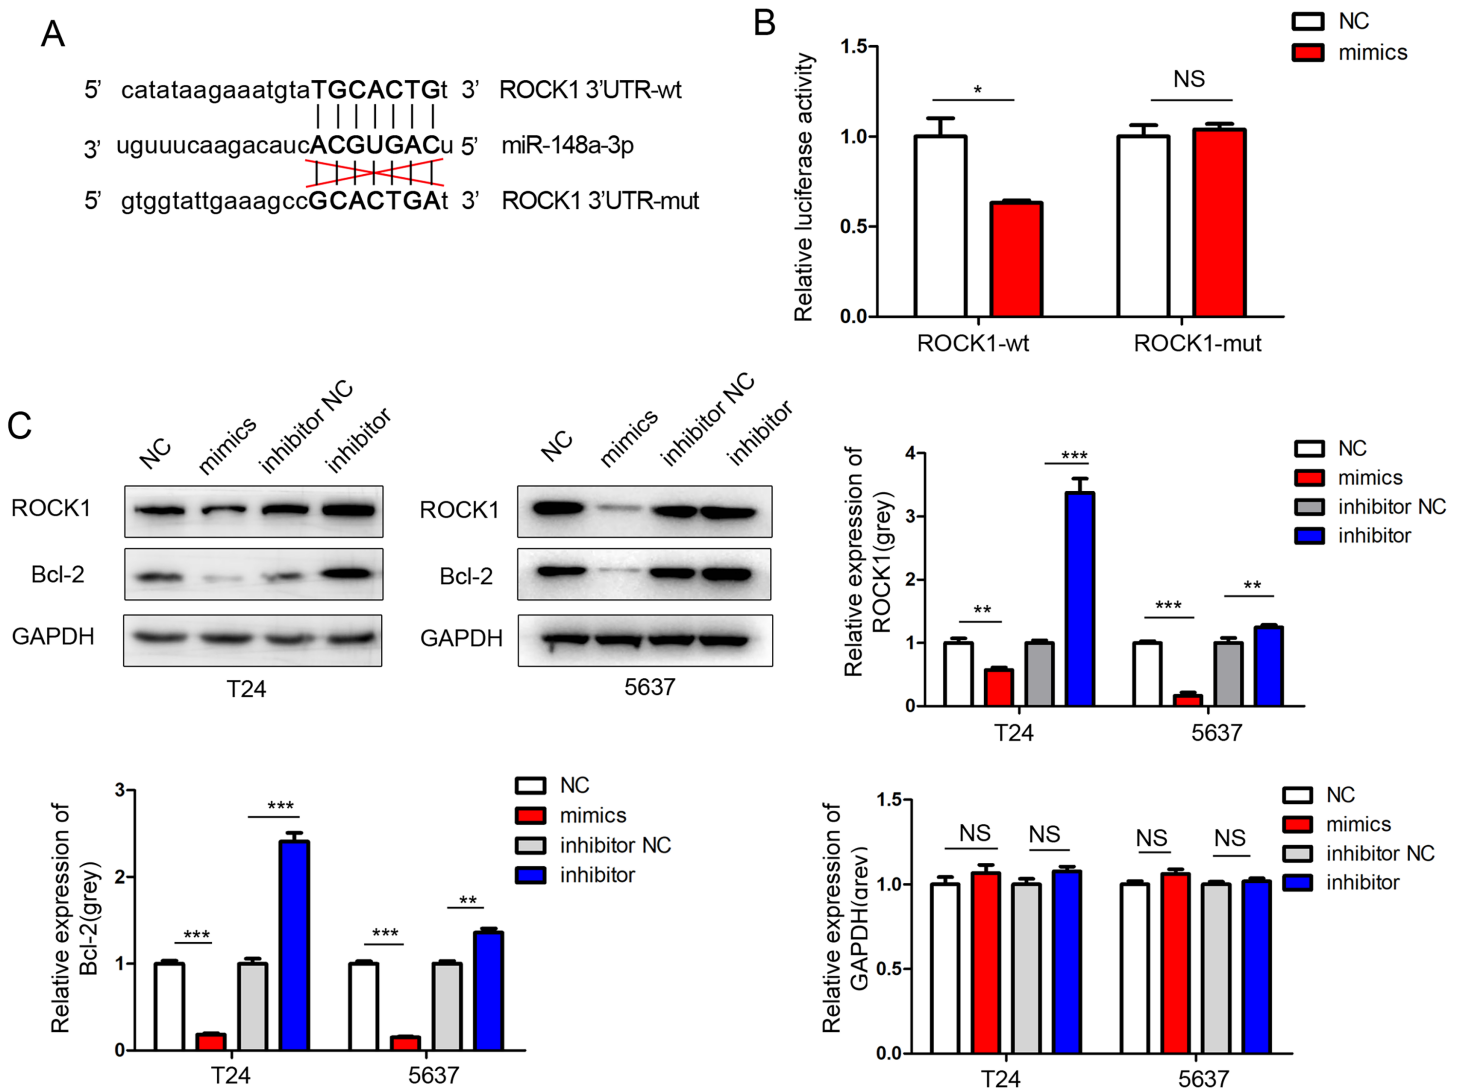 A
5’ catataagaaatgtaTGCACTGt 3’ ROCK1 3’UTR-wt
3’ uguuucaagacaucACGUGACu 5’ miR-148a-3p
5’ gtggtattgaaagccGCACTGAt 3’ ROCK1 3’UTR-mut
B
NC
mimics
Relative luciferase activity
1.5
1.0
0.5
0.0
*
NS
ROCK1-wt
ROCK1-mut
C
NC mimics inhibitor NC inhibitor
ROCK1
Bcl-2
GAPDH
T24
NC mimics inhibitor NC inhibitor
ROCK1
Bcl-2
GAPDH
5637
Relative expression of
ROCK1(grey)
4
3
2
1
0
** *** *** **
T24 5637
NC
mimics
inhibitor NC
inhibitor
Relative expression of
Bcl-2(grey)
3
2
1
0
*** *** *** **
T24 5637
NC
mimics
inhibitor NC
inhibitor
Relative expression of
GAPDH(grey)
1.5
1.0
0.5
0.0
NS NS NS NS
T24 5637
NC
mimics
inhibitor NC
inhibitor